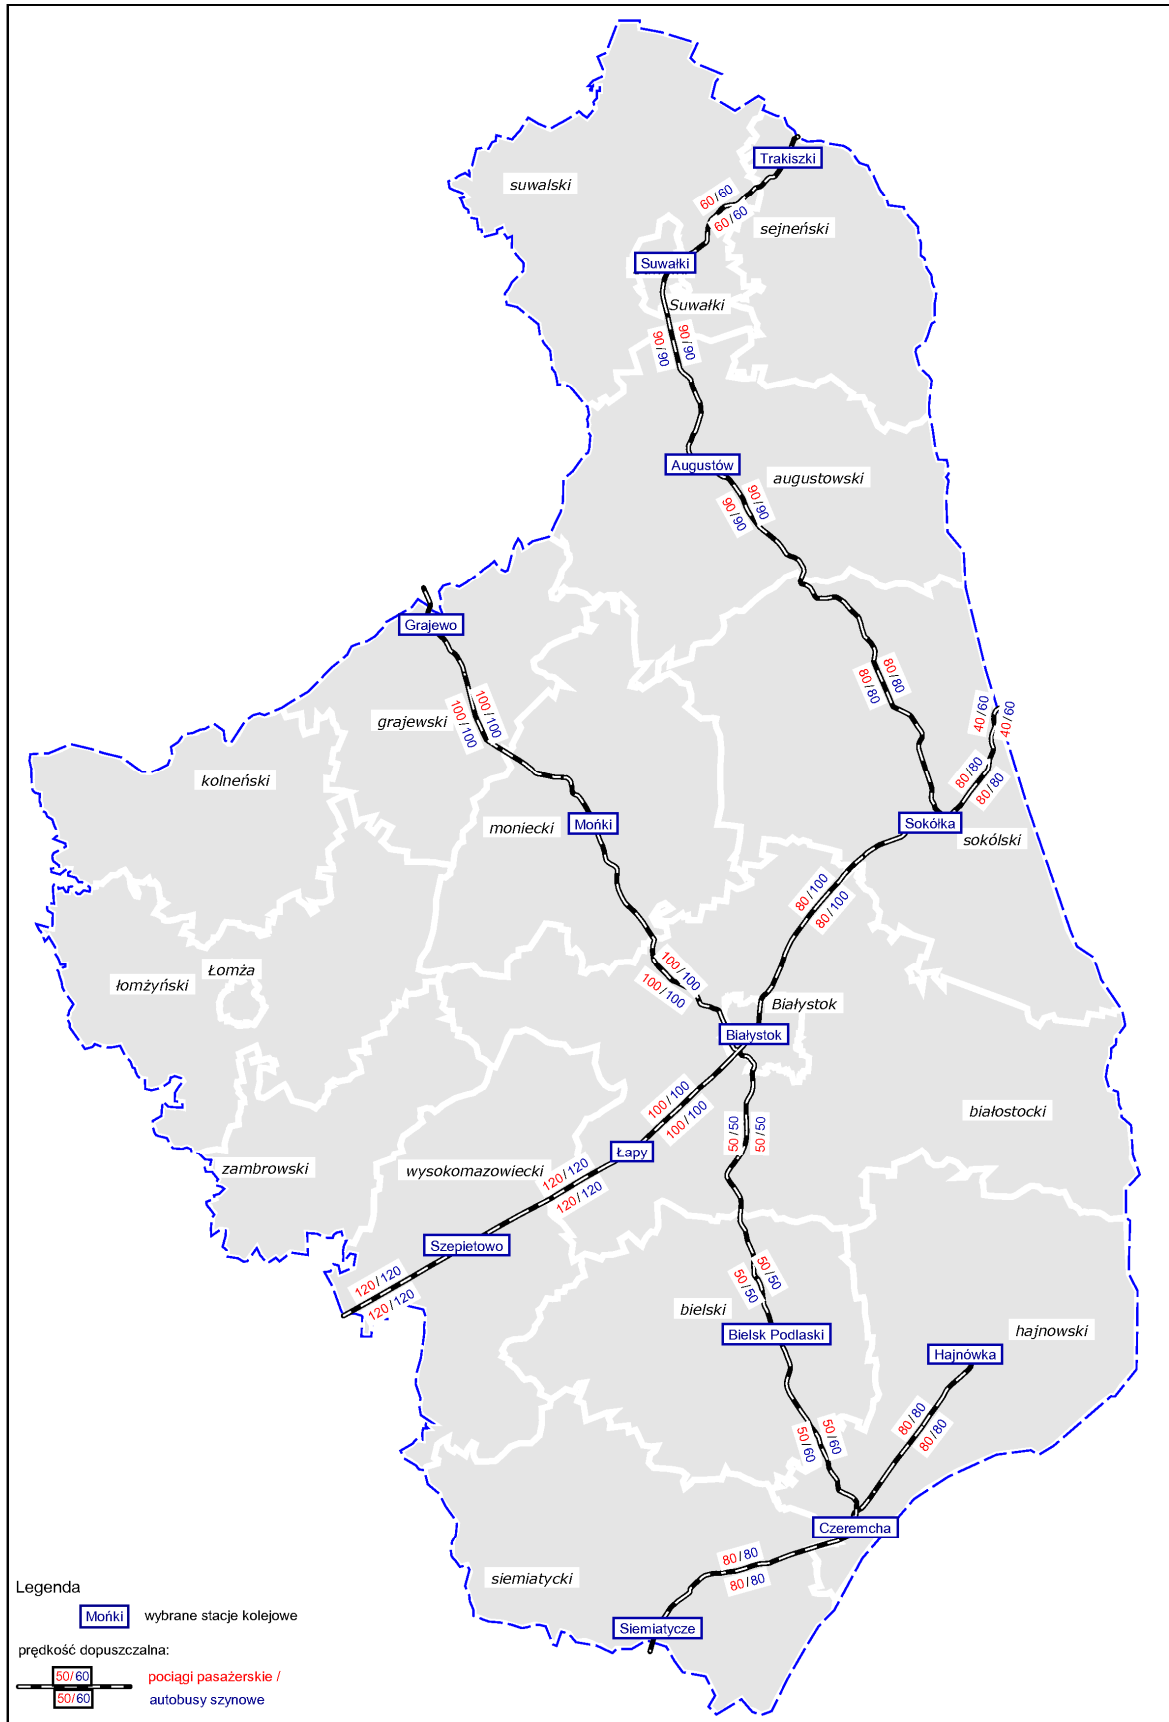 Trakiszki
suwalski
60/60
60/60
sejneński
Suwałki
Suwałki
90/90
90/90
Augustów
augustowski
90/90
90/90
Grajewo
80/80
80/80
100/100
100/100
grajewski
40/60
40/60
kolneński
80/80
80/80
moniecki
Mońki
Sokółka
sokólski
80/100
80/100
Łomża
łomżyński
100/100
100/100
Białystok
Białystok
100/100
100/100
białostocki
50/50
50/50
Łapy
zambrowski
wysokomazowiecki
120/120
120/120
Szepietowo
120/120
120/120
50/50
50/50
bielski
Bielsk Podlaski
hajnowski
Hajnówka
80/80
80/80
50/60
50/60
Czeremcha
80/80
80/80
siemiatycki
Siemiatycze
Legenda
Mońki
wybrane stacje kolejowe
prędkość dopuszczalna:
50/60
50/60
pociągi pasażerskie /
autobusy szynowe